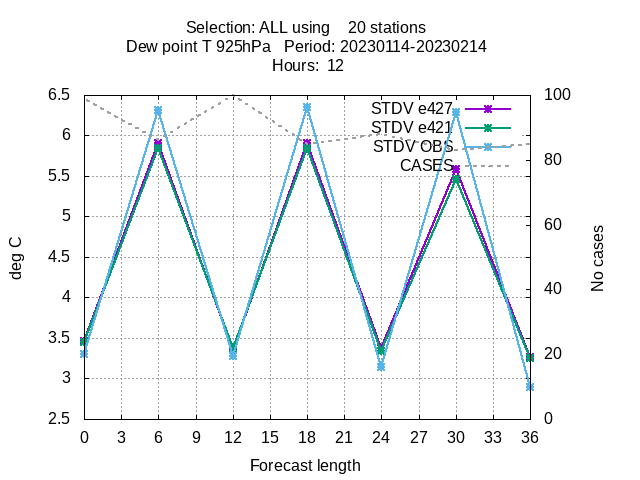 Selection: ALL using    20 stations
Dew point T 925hPa   Period: 20230114-20230214
Hours:  12
STDV e427
STDV e421
STDV OBS
CASES
6.5
6
5.5
5
4.5
4
3.5
3
2.5
100
80
60
40
20
0
deg C
No cases
0 3 6 9 12 15 18 21 24 27 30 33 36
Forecast length